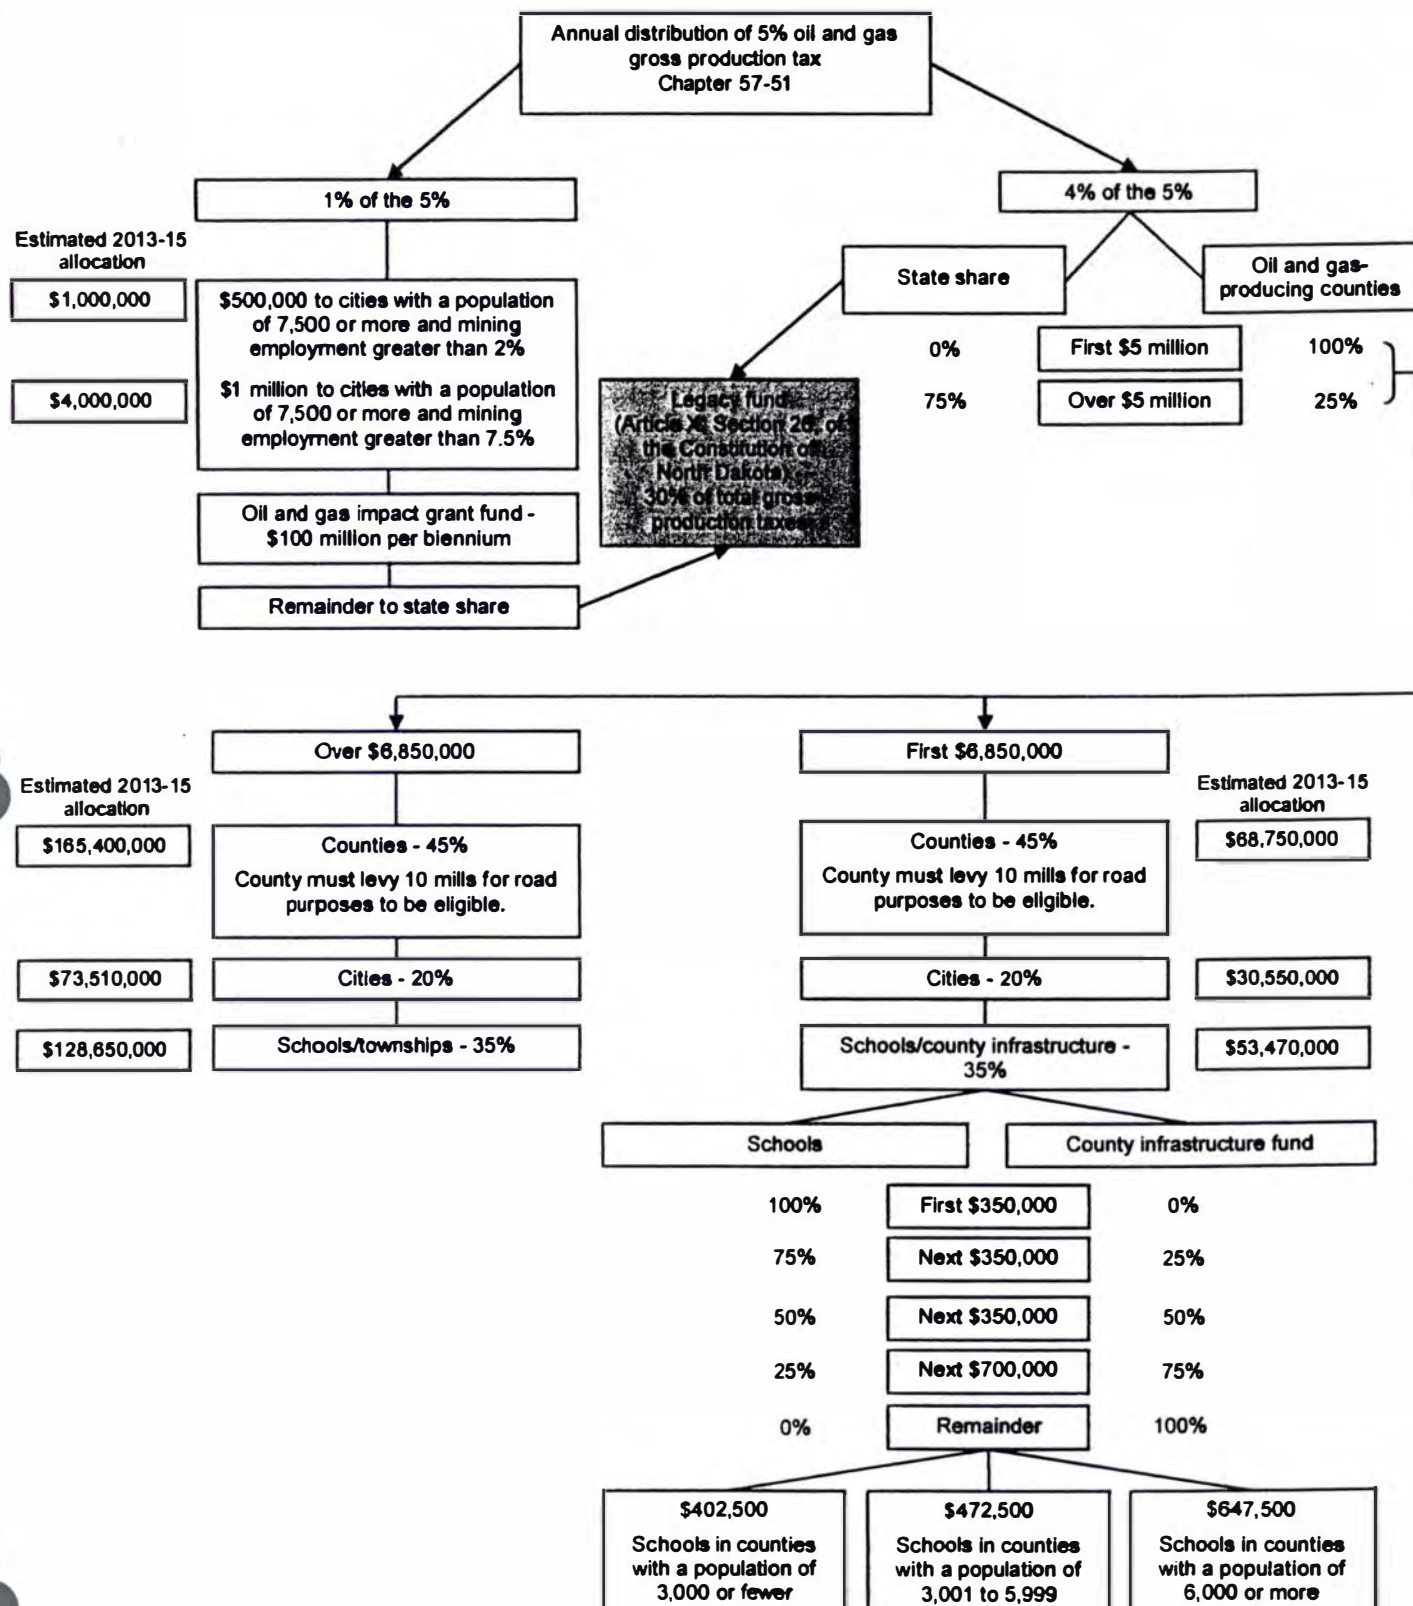 Annual distribution of 5% oil and gas
gross production tax
Chapter 57-51
1% of the 5%
4% of the 5%
Estimated 2013-15
allocation
$1,000,000
$500,000 to cities with a population
of 7,500 or more and mining
employment greater than 2%
$4,000,000
$1 million to cities with a population
of 7,500 or more and mining
employment greater than 7.5%
Oil and gas impact grant fund -
$100 million per biennium
Remainder to state share
State share
Oil and gas-
producing counties
0%
First $5 million
100%
75%
Over $5 million
25%
Legacy fund
(Article X, Section 26, of
the Constitution of
North Dakota) -
30% of total gross
production taxes
Over $6,850,000
Estimated 2013-15
allocation
$165,400,000
Counties - 45%
County must levy 10 mills for road
purposes to be eligible.
$73,510,000
Cities - 20%
$128,650,000
Schools/townships - 35%
First $6,850,000
Estimated 2013-15
allocation
Counties - 45%
$68,750,000
County must levy 10 mills for road
purposes to be eligible.
Cities - 20%
$30,550,000
Schools/county infrastructure -
35%
$53,470,000
Schools
County infrastructure fund
100%
First $350,000
0%
75%
Next $350,000
25%
50%
Next $350,000
50%
25%
Next $700,000
75%
0%
Remainder
100%
$402,500
Schools in counties
with a population of
3,000 or fewer
$472,500
Schools in counties
with a population of
3,001 to 5,999
$647,500
Schools in counties
with a population of
6,000 or more